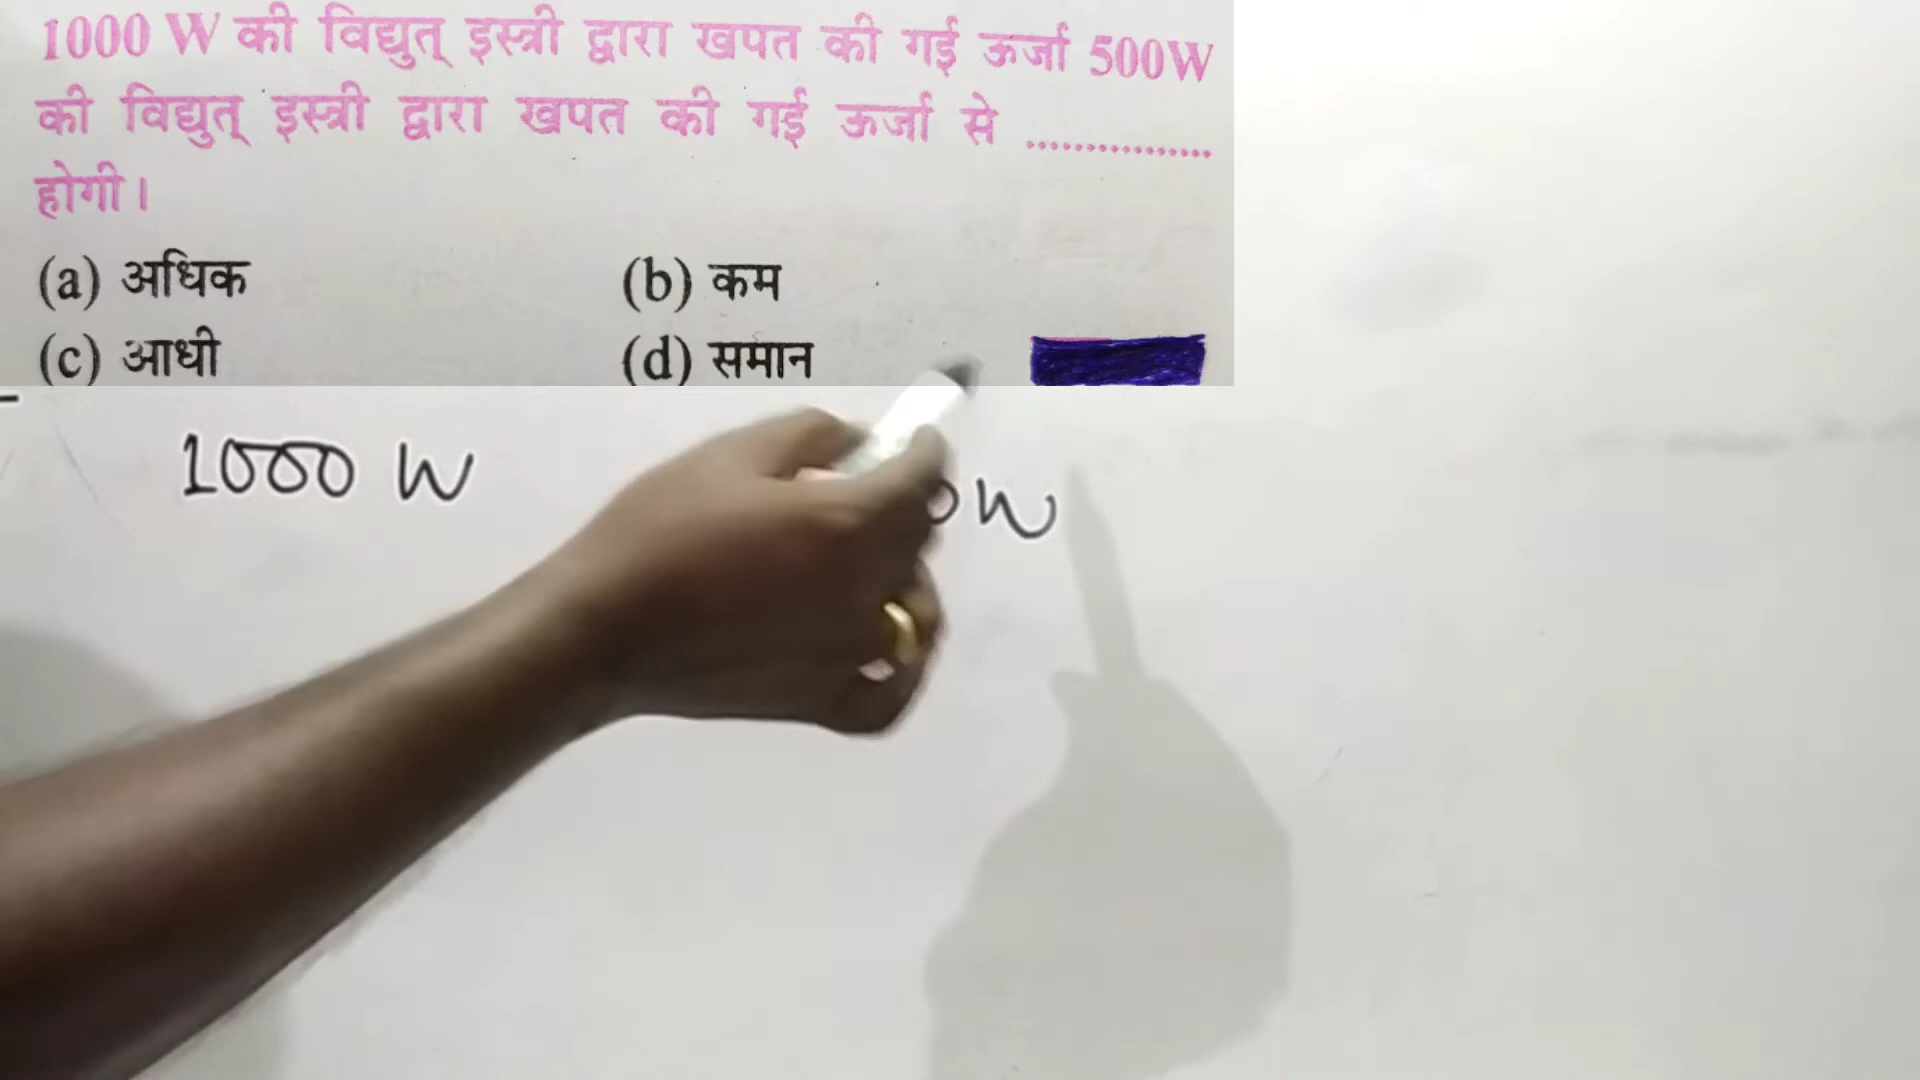 1000 W की विद्युत् इस्त्री द्वारा खपत की गई ऊर्जा 500W
की विद्युत् इस्त्री द्वारा खपत की गई ऊर्जा से ................
होगी।
(a) अधिक (b) कम
(c) आधी (d) समान
1000 W